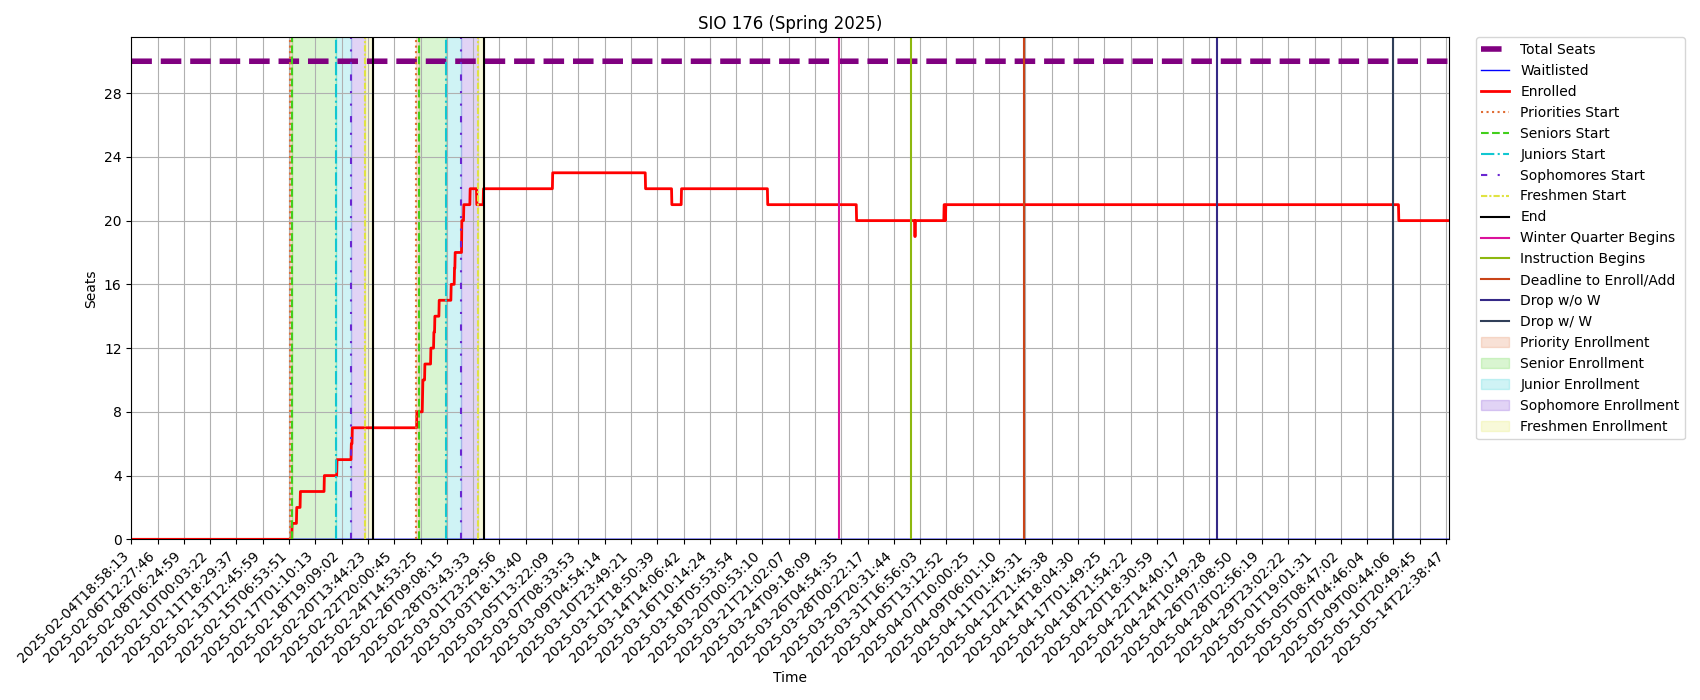 SIO 176 (Spring 2025)
Seats
28
24
20
16
12
8
4
0
2025-02-04T18:58:13
2025-02-06T12:27:46
2025-02-08T06:24:59
2025-02-10T00:03:22
2025-02-11T18:29:37
2025-02-13T12:45:59
2025-02-15T06:53:51
2025-02-17T01:10:13
2025-02-18T19:09:02
2025-02-20T13:44:23
2025-02-22T20:00:45
2025-02-24T14:53:25
2025-02-26T09:08:15
2025-02-28T03:43:33
2025-03-01T23:29:56
2025-03-03T18:13:40
2025-03-05T13:22:09
2025-03-07T08:33:53
2025-03-09T04:54:14
2025-03-10T23:49:21
2025-03-12T18:50:39
2025-03-14T14:06:42
2025-03-16T10:14:24
2025-03-18T05:53:54
2025-03-20T00:53:10
2025-03-21T21:02:07
2025-03-24T09:18:09
2025-03-26T04:54:35
2025-03-28T00:22:17
2025-03-29T20:31:44
2025-03-31T16:56:03
2025-04-05T13:12:52
2025-04-07T10:00:25
2025-04-09T06:01:10
2025-04-11T01:45:31
2025-04-12T21:45:38
2025-04-14T18:04:30
2025-04-17T01:49:25
2025-04-18T21:54:22
2025-04-20T18:30:59
2025-04-22T14:40:17
2025-04-24T10:49:28
2025-04-26T07:08:50
2025-04-28T02:56:19
2025-04-29T23:02:22
2025-05-01T19:01:31
2025-05-05T08:47:02
2025-05-07T04:46:04
2025-05-09T00:44:06
2025-05-10T20:49:55
2025-05-14T22:38:47
Time
Total Seats
Waitlisted
Enrolled
Priorities Start
Seniors Start
Juniors Start
Sophomores Start
Freshmen Start
End
Winter Quarter Begins
Instruction Begins
Deadline to Enroll/Add
Drop w/o W
Drop w/ W
Priority Enrollment
Senior Enrollment
Junior Enrollment
Sophomore Enrollment
Freshmen Enrollment